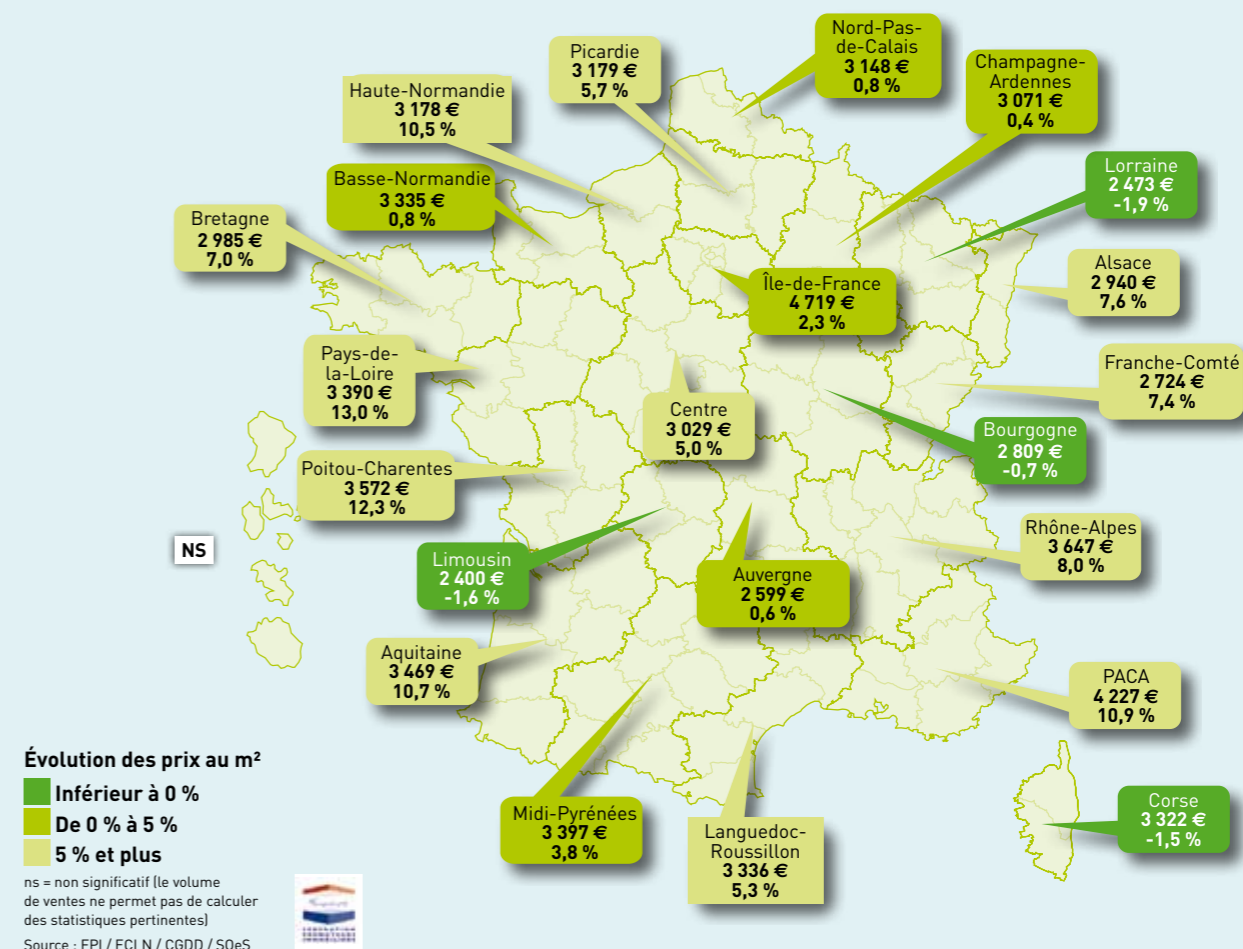 Nord-Pas-
de-Calais
3 148 €
0,8 %
Picardie
3 179 €
5,7 %
Champagne-
Ardennes
3 071 €
0,4 %
Haute-Normandie
3 178 €
10,5 %
Lorraine
2 473 €
-1,9 %
Basse-Normandie
3 335 €
0,8 %
Bretagne
2 985 €
7,0 %
Alsace
2 940 €
7,6 %
Île-de-France
4 719 €
2,3 %
Pays-de-
la-Loire
3 390 €
13,0 %
Franche-Comté
2 724 €
7,4 %
Centre
3 029 €
5,0 %
Bourgogne
2 809 €
-0,7 %
Poitou-Charentes
3 572 €
12,3 %
Rhône-Alpes
3 647 €
8,0 %
NS
Limousin
2 400 €
-1,6 %
Auvergne
2 599 €
0,6 %
Aquitaine
3 469 €
10,7 %
PACA
4 227 €
10,9 %
Midi-Pyrénées
3 397 €
3,8 %
Languedoc-
Roussillon
3 336 €
5,3 %
Corse
3 322 €
-1,5 %
Évolution des prix au m²
Inférieur à 0 %
De 0 % à 5 %
5 % et plus
ns = non significatif (le volume
de ventes ne permet pas de calculer
des statistiques pertinentes)
Source : FPI / ECLN / CGDD / SOeS